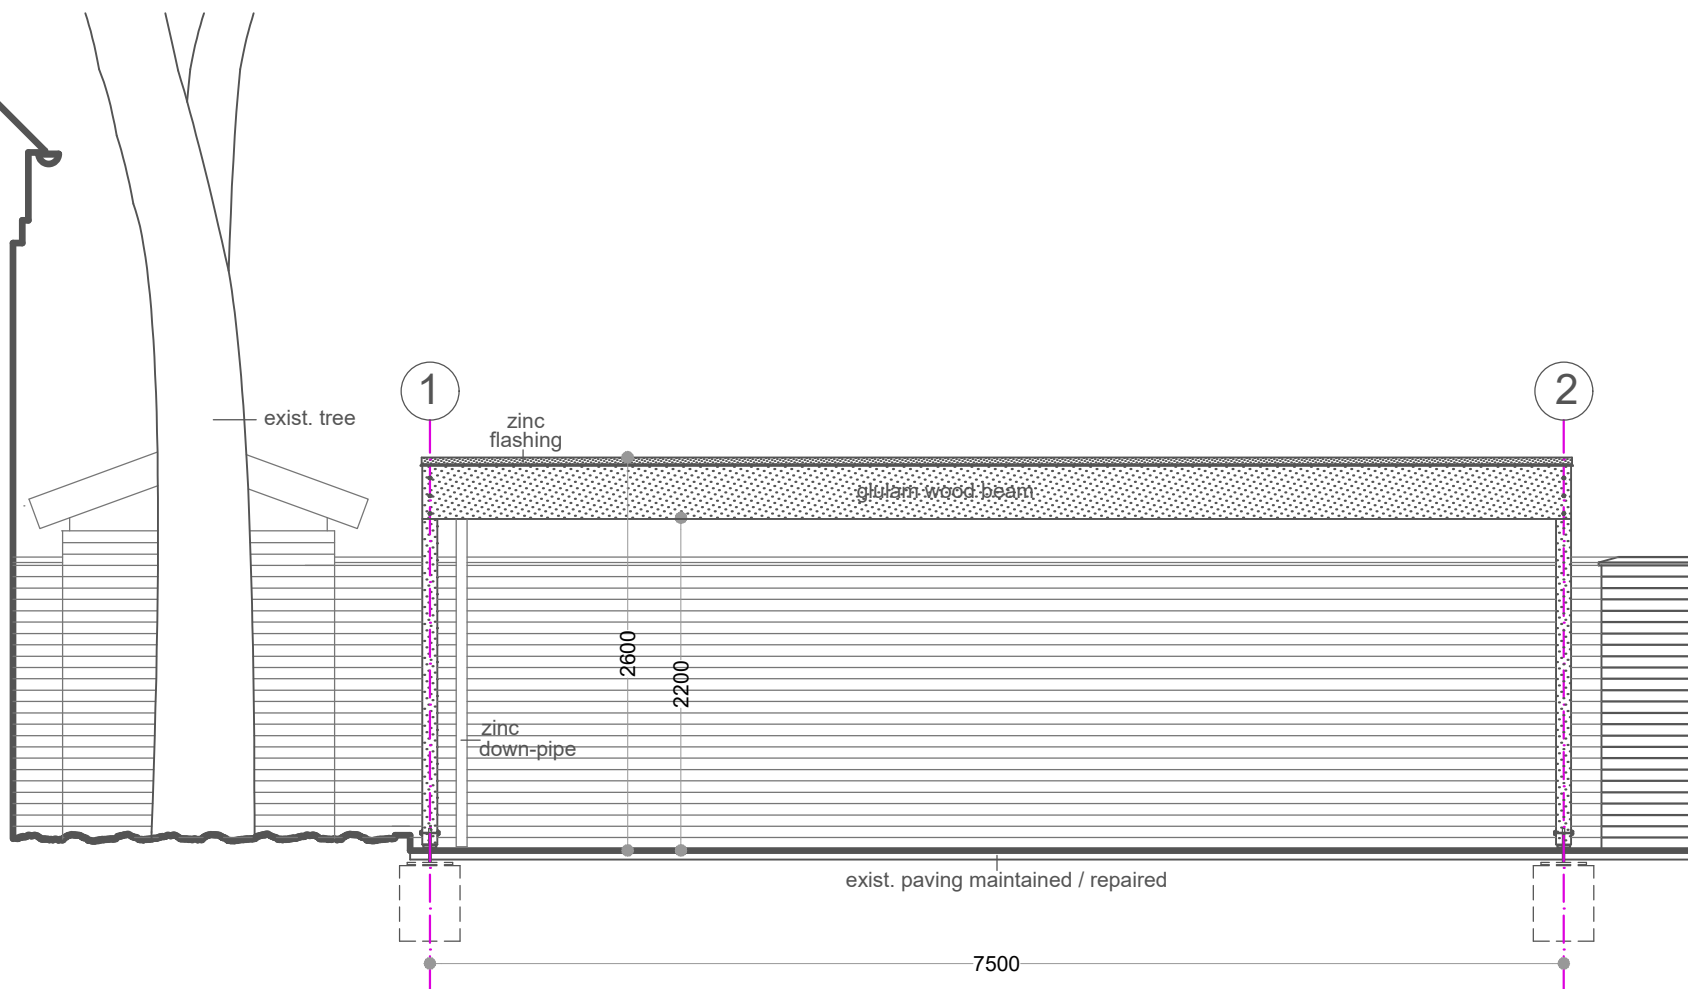 1
2
exist. tree
zinc
flashing
glulam wood beam
2600
2200
zinc
down-pipe
exist. paving maintained / repaired
7500